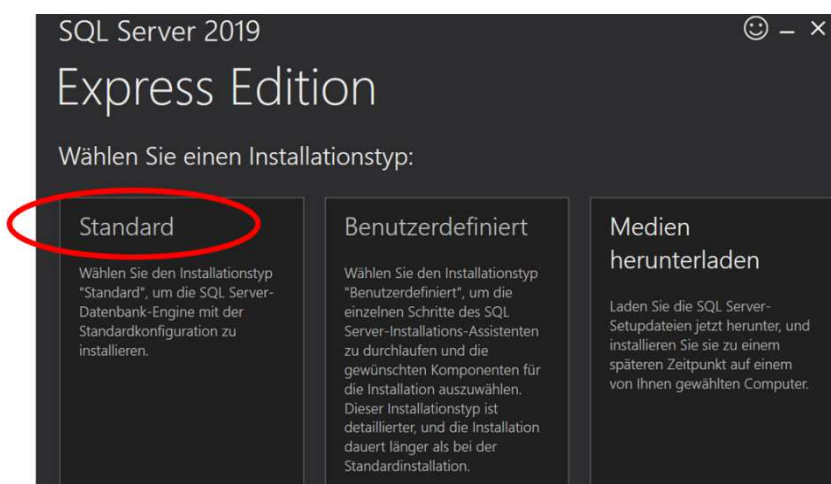 SQL Server 2019
Express Edition
Wählen Sie einen Installationstyp:
Standard
Wählen Sie den Installationstyp
"Standard", um die SQL Server-
Datenbank-Engine mit der
Standardkonfiguration zu
installieren.
Benutzerdefiniert
Wählen Sie den Installationstyp
"Benutzerdefiniert", um die
einzelnen Schritte des SQL
Server-Installations-Assistenten
zu durchlaufen und die
gewünschten Komponenten für
die Installation auszuwählen.
Dieser Installationstyp ist
detaillierter, und die Installation
dauert länger als bei der
Standardinstallation.
Medien
herunterladen
Laden Sie die SQL Server-
Setupdateien jetzt herunter, und
installieren Sie sie zu einem
späteren Zeitpunkt auf einem
von Ihnen gewählten Computer.